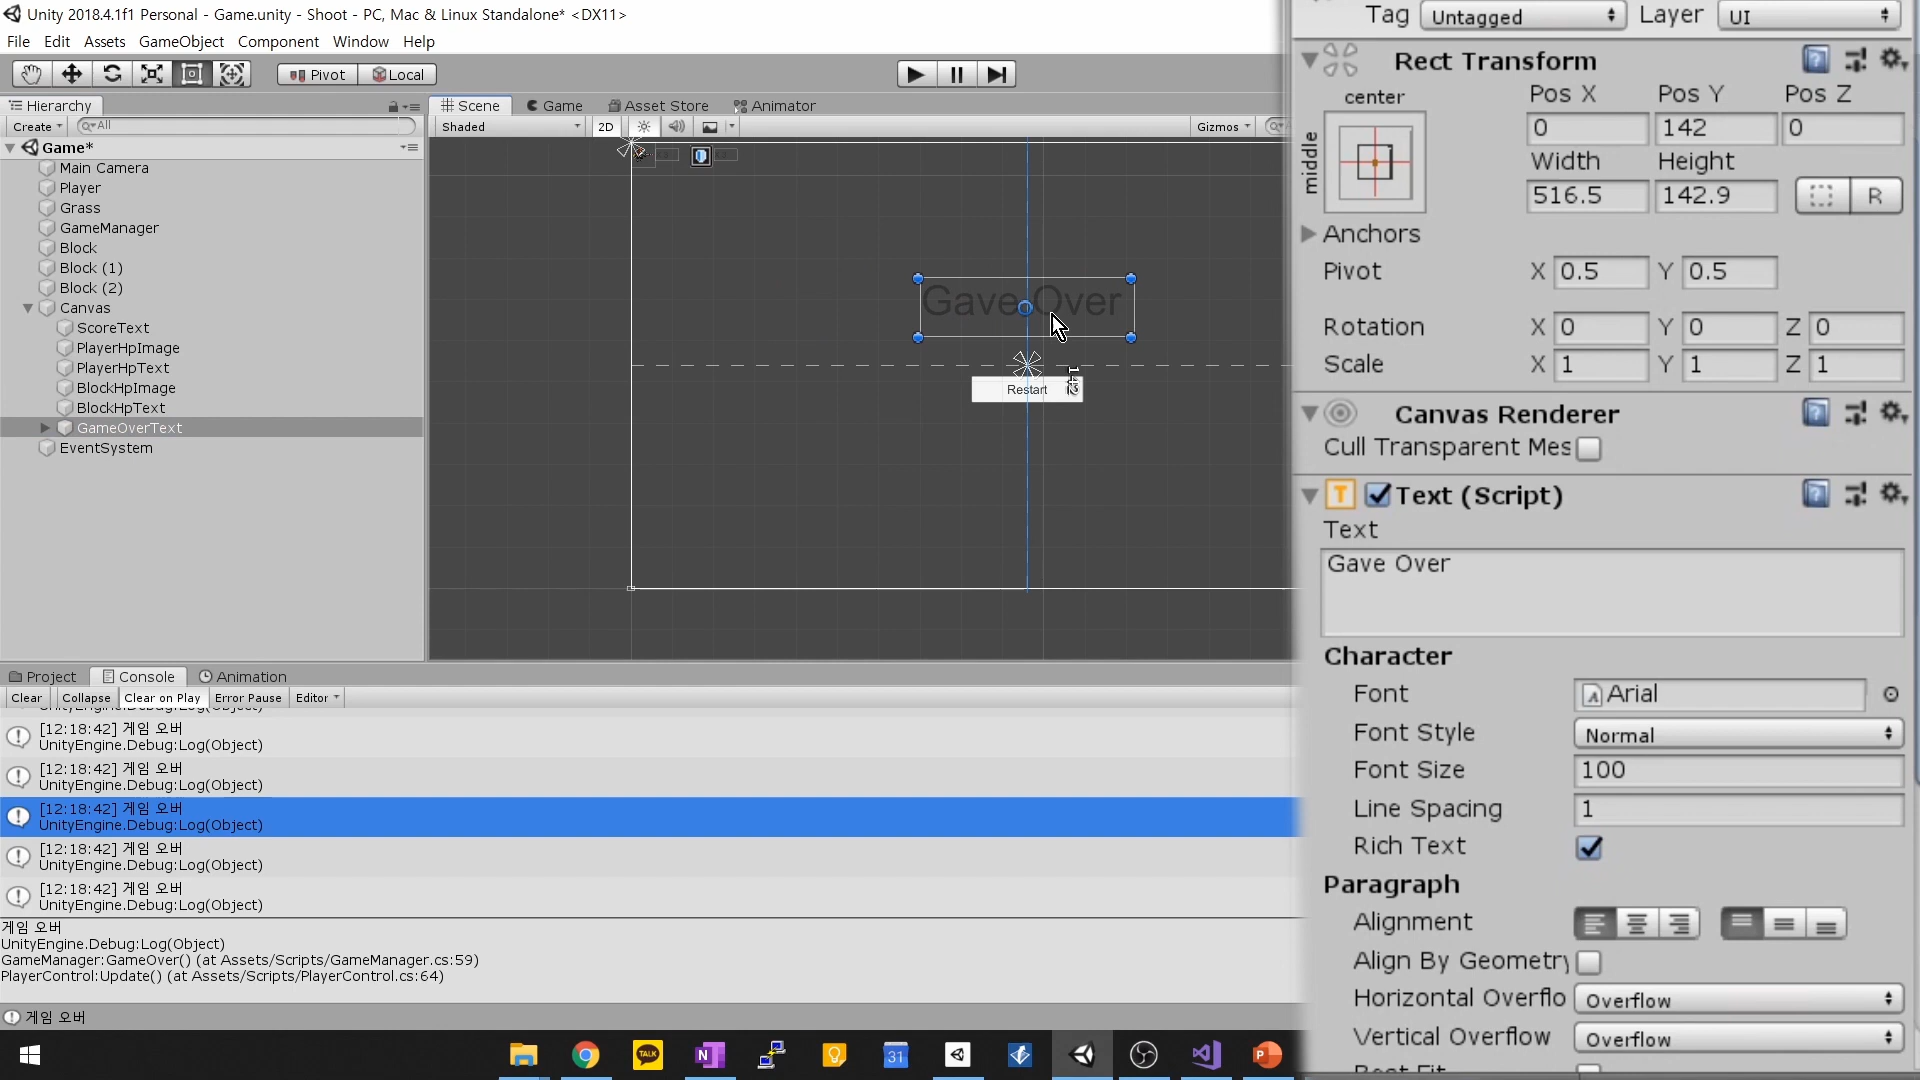 Unity 2018.4.1f1 Personal - Game.unity - Shoot - PC, Mac & Linux Standalone* <DX11>
File Edit Assets GameObject Component Window Help
Pivot Local
Hierarchy
Create All
Game*
Main Camera
Player
Grass
GameManager
Block
Block (1)
Block (2)
Canvas
ScoreText
PlayerHpImage
PlayerHpText
BlockHpImage
BlockHpText
GameOverText
EventSystem
Scene Game Asset Store Animator
Shaded 2D Gizmos
Gave Over
Restart
Project Console Animation
Clear Collapse Clear on Play Error Pause Editor
UnityEngine.Debug:Log(Object)
[12:18:42] 게임 오버
UnityEngine.Debug:Log(Object)
[12:18:42] 게임 오버
UnityEngine.Debug:Log(Object)
[12:18:42] 게임 오버
UnityEngine.Debug:Log(Object)
[12:18:42] 게임 오버
UnityEngine.Debug:Log(Object)
[12:18:42] 게임 오버
UnityEngine.Debug:Log(Object)
게임 오버
UnityEngine.Debug:Log(Object)
GameManager:GameOver() (at Assets/Scripts/GameManager.cs:59)
PlayerControl:Update() (at Assets/Scripts/PlayerControl.cs:64)
게임 오버
Tag Untagged Layer UI
Rect Transform
center
middle
Pos X Pos Y Pos Z
0 142 0
Width Height
516.5 142.9 R
Anchors
Pivot X 0.5 Y 0.5
Rotation X 0 Y 0 Z 0
Scale X 1 Y 1 Z 1
Canvas Renderer
Cull Transparent Mes
T Text (Script)
Text
Gave Over
Character
Font Arial
Font Style Normal
Font Size 100
Line Spacing 1
Rich Text
Paragraph
Alignment
Align By Geometry
Horizontal Overflo Overflow
Vertical Overflow Overflow
Best Fit
TALK
N
31
P